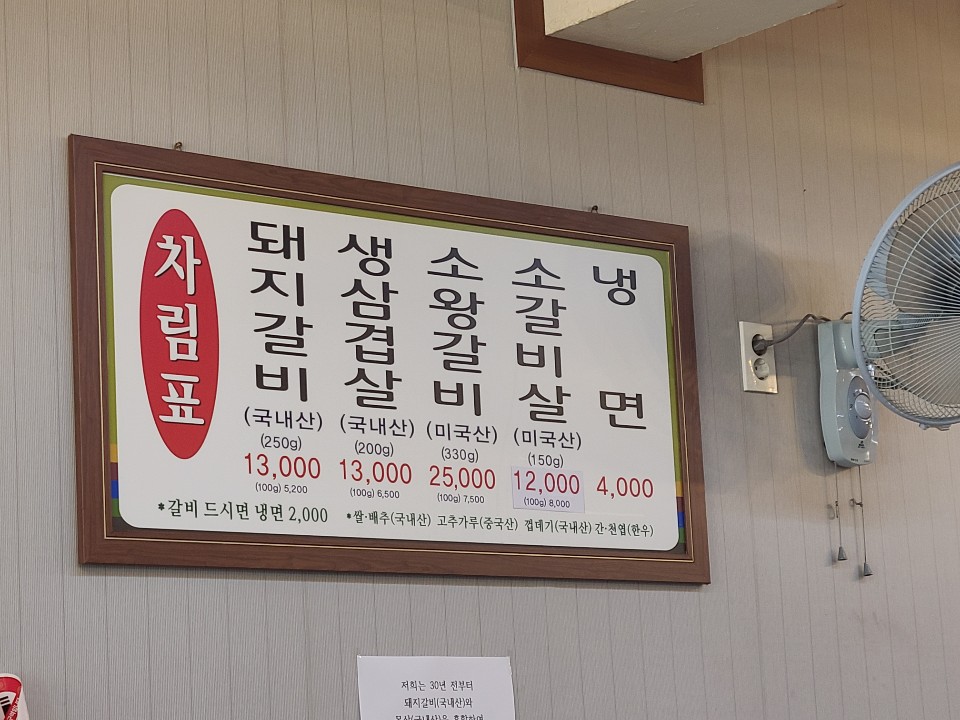 차림표
돼지갈비
(국내산)
(250g)
13,000
(100g) 5,200
생삼겹살
(국내산)
(200g)
13,000
(100g) 6,500
소왕갈비
(미국산)
(330g)
25,000
(100g) 7,500
소갈비살
(미국산)
(150g)
12,000
(100g) 8,000
냉면
4,000
*갈비 드시면 냉면 2,000
*쌀·배추(국내산) 고추가루(중국산) 껍데기(국내산) 간·천엽(한우)
저희는 30년 전부터
돼지갈비(국내산)와